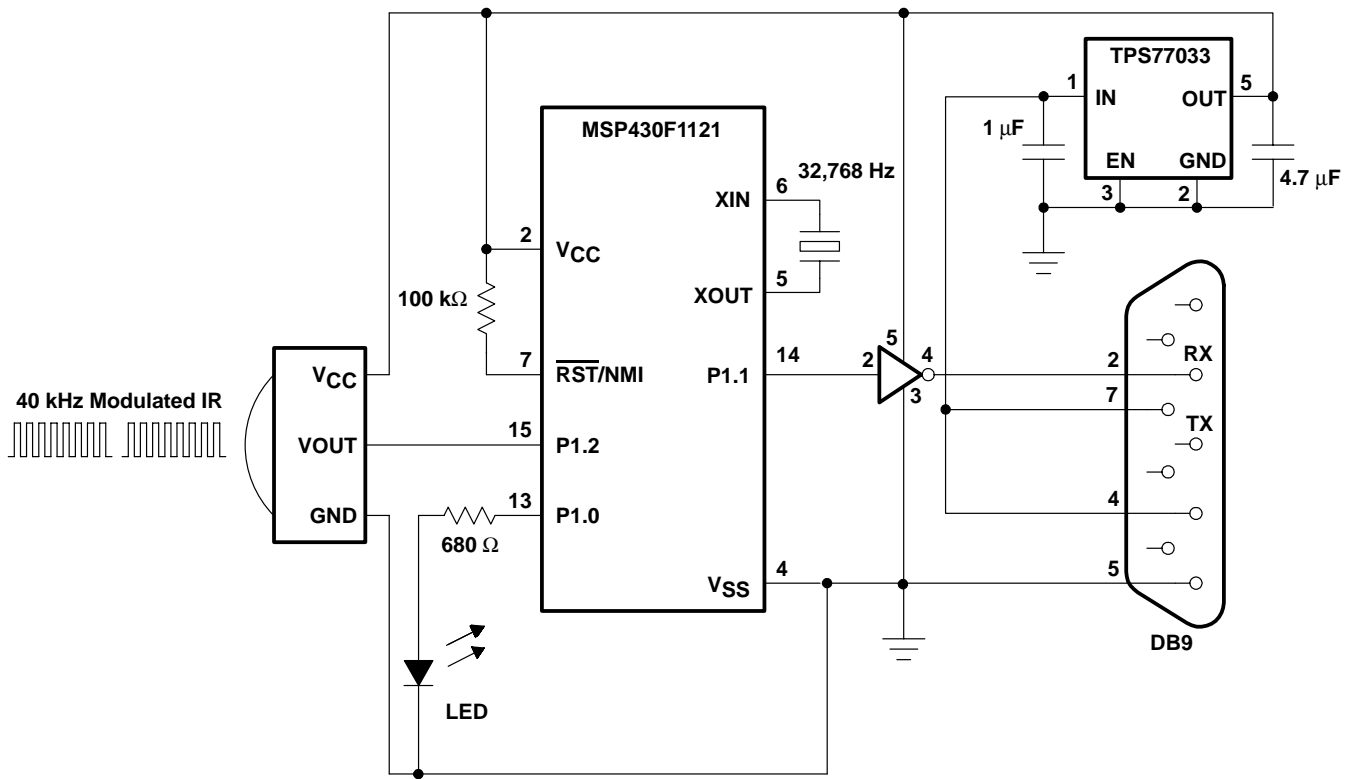 TPS77033
1
IN
OUT
5
1 μF
EN
GND
3
2
4.7 μF
MSP430F1121
32,768 Hz
6
XIN
2
VCC
5
XOUT
100 kΩ
7
RST/NMI
14
P1.1
2
5
4
3
2
RX
7
TX
4
5
DB9
VCC
40 kHz Modulated IR
VOUT
15
P1.2
GND
13
P1.0
680 Ω
4
VSS
LED